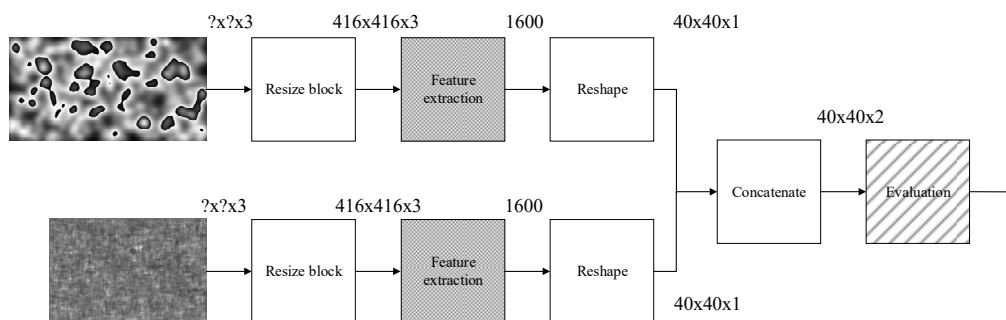 ?x?x3
416x416x3
1600
40x40x1
Resize block
Feature
extraction
Reshape
40x40x2
Concatenate
Evaluation
?x?x3
416x416x3
1600
Resize block
Feature
extraction
Reshape
40x40x1